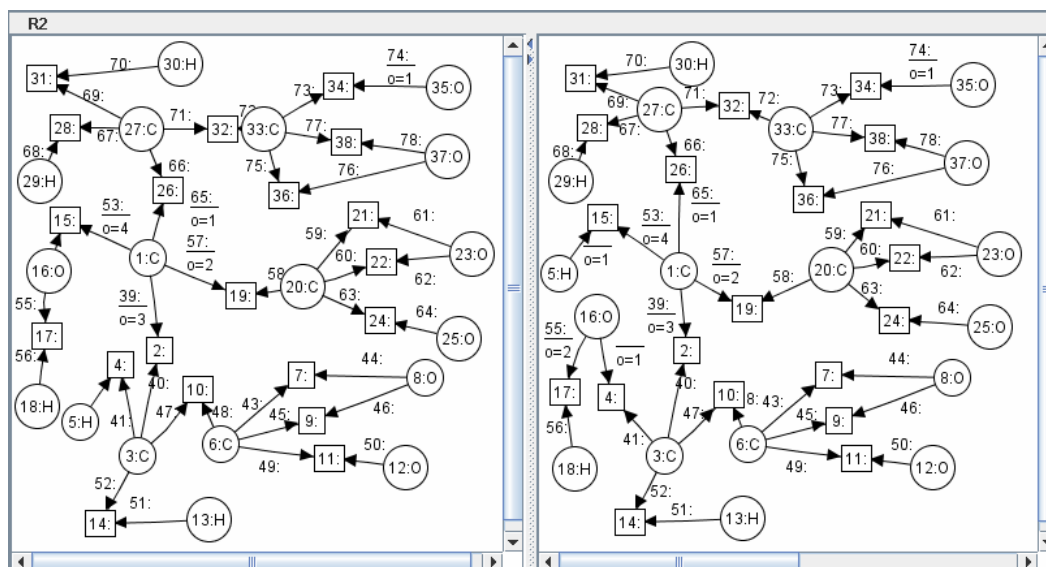 R2
31:
70:
30:H
69:
28:
67:
27:C
71:
32:
33:C
73:
34:
74:
o=1
35:O
77:
38:
78:
37:O
75:
76:
36:
68:
29:H
66:
26:
15:
53:
o=4
65:
o=1
1:C
57:
o=2
16:O
19:
58
20:C
59:
21:
61:
60:
22:
23:O
62:
63:
24:
64:
25:O
55:
17:
56:
18:H
39:
o=3
2:
4:
5:H
40:
41:
10:
47
48:
3:C
6:C
43:
7:
44:
8:O
45:
9:
46:
49:
11:
50:
12:O
52:
14:
51:
13:H
31:
70:
30:H
69:
28:
67:
27:C
71:
32:
72:
33:C
73:
34:
74:
o=1
35:O
77:
38:
78:
37:O
75:
76:
36:
68:
29:H
66:
26:
15:
o=1
5:H
53:
o=4
65:
o=1
1:C
57:
o=2
19:
58:
20:C
59:
21:
61:
60:
22:
23:O
62:
63:
24:
64:
25:O
16:O
55:
o=2
o=1
17:
4:
56:
18:H
39:
o=3
2:
40:
41:
10:
47:
8:
3:C
6:C
43:
7:
44:
8:O
45:
9:
46:
49:
11:
50:
12:O
52:
14:
51:
13:H